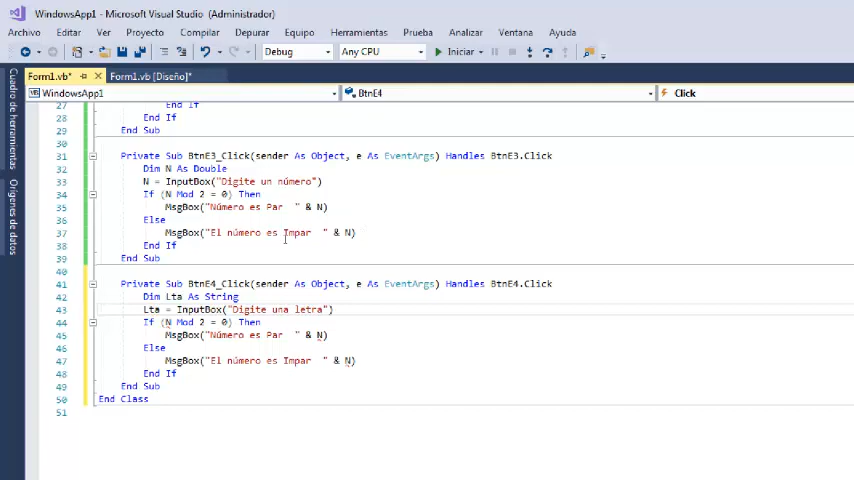 WindowsApp1 - Microsoft Visual Studio (Administrador)
Archivo Editar Ver Proyecto Compilar Depurar Equipo Herramientas Prueba Analizar Ventana Ayuda
Debug Any CPU Iniciar
Form1.vb* Form1.vb [Diseño]*
WindowsApp1 BtnE4 Click
Cuadro de herramientas
Orígenes de datos
27 End If
28 End If
29 End Sub
30
31 Private Sub BtnE3_Click(sender As Object, e As EventArgs) Handles BtnE3.Click
32 Dim N As Double
33 N = InputBox("Digite un número")
34 If (N Mod 2 = 0) Then
35 MsgBox("Número es Par  " & N)
36 Else
37 MsgBox("El número es Impar  " & N)
38 End If
39 End Sub
40
41 Private Sub BtnE4_Click(sender As Object, e As EventArgs) Handles BtnE4.Click
42 Dim Lta As String
43 Lta = InputBox("Digite una letra")
44 If (N Mod 2 = 0) Then
45 MsgBox("Número es Par  " & N)
46 Else
47 MsgBox("El número es Impar  " & N)
48 End If
49 End Sub
50 End Class
51